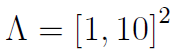 Λ = [1, 10]²